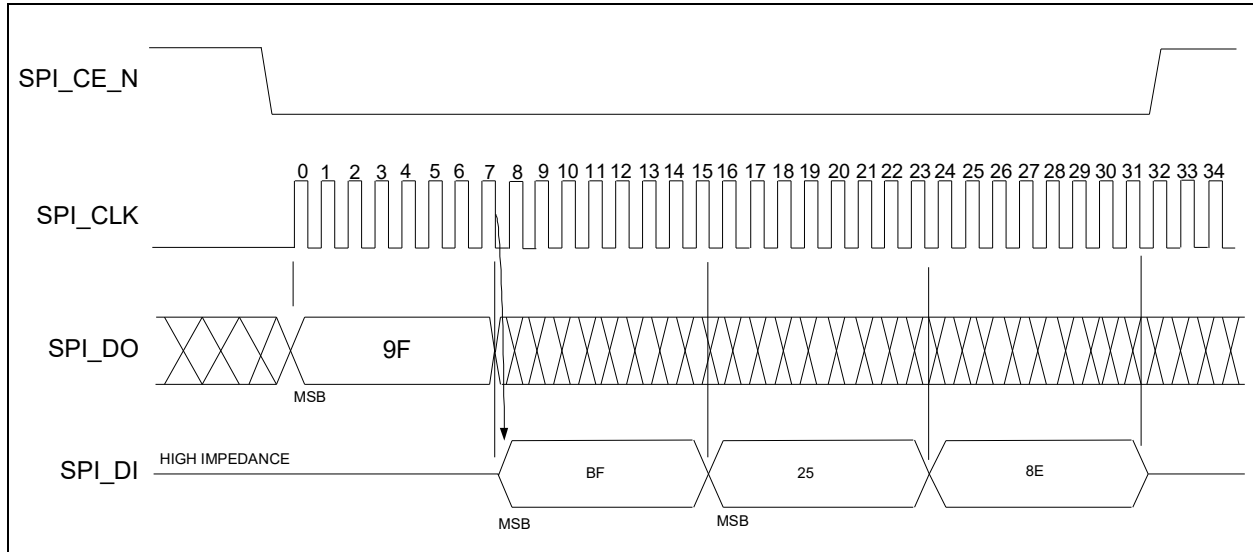 SPI_CE_N
0 1 2 3 4 5 6 7 8 9 10 11 12 13 14 15 16 17 18 19 20 21 22 23 24 25 26 27 28 29 30 31 32 33 34
SPI_CLK
SPI_DO
9F
MSB
HIGH IMPEDANCE
SPI_DI
BF
25
8E
MSB
MSB